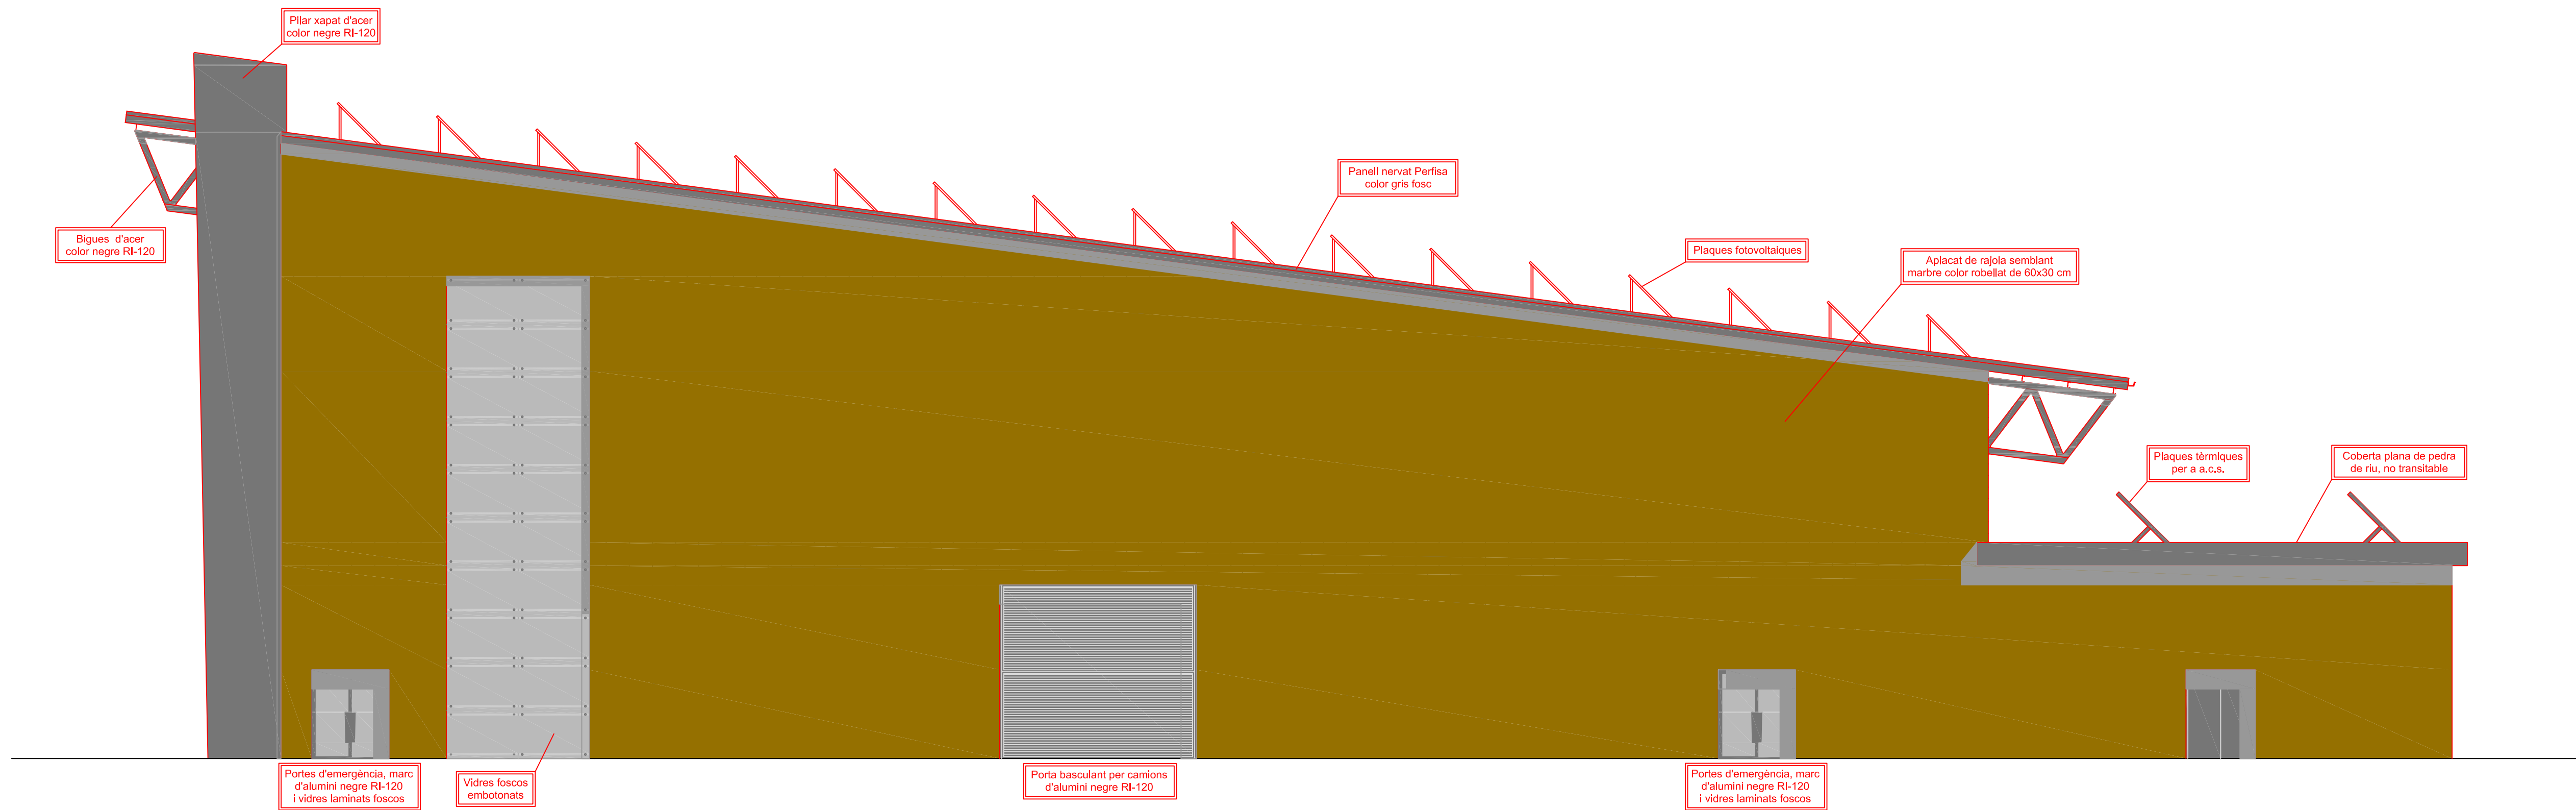 Pilar xapat d'acer
color negre RI-120
Bigues d'acer
color negre RI-120
Panell nervat Perfisa
color gris fosc
Plaques fotovoltaiques
Aplacat de rajola semblant
marbre color robellat de 60x30 cm
Plaques tèrmiques
per a a.c.s.
Coberta plana de pedra
de riu, no transitable
Portes d'emergència, marc
d'alumini negre RI-120
i vidres laminats foscos
Vidres foscos
embotonats
Porta basculant per camions
d'alumini negre RI-120
Portes d'emergència, marc
d'alumini negre RI-120
i vidres laminats foscos